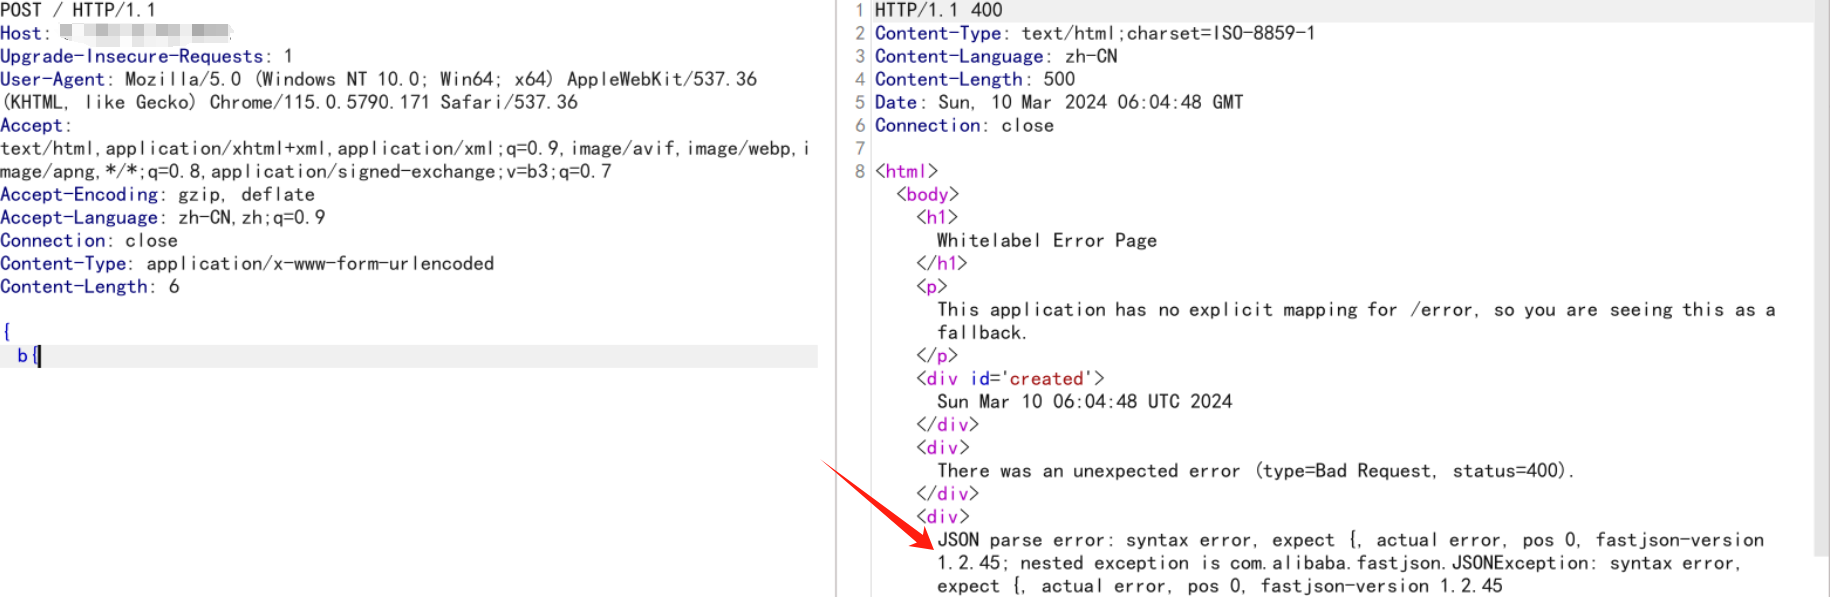 POST / HTTP/1.1
Host:
Upgrade-Insecure-Requests: 1
User-Agent: Mozilla/5.0 (Windows NT 10.0; Win64; x64) AppleWebKit/537.36
(KHTML, like Gecko) Chrome/115.0.5790.171 Safari/537.36
Accept:
text/html,application/xhtml+xml,application/xml;q=0.9,image/avif,image/webp,i
mage/apng,*/*;q=0.8,application/signed-exchange;v=b3;q=0.7
Accept-Encoding: gzip, deflate
Accept-Language: zh-CN,zh;q=0.9
Connection: close
Content-Type: application/x-www-form-urlencoded
Content-Length: 6
{
b{
1 HTTP/1.1 400
2 Content-Type: text/html;charset=ISO-8859-1
3 Content-Language: zh-CN
4 Content-Length: 500
5 Date: Sun, 10 Mar 2024 06:04:48 GMT
6 Connection: close
7
8 <html>
<body>
<h1>
Whitelabel Error Page
</h1>
<p>
This application has no explicit mapping for /error, so you are seeing this as a
fallback.
</p>
<div id='created'>
Sun Mar 10 06:04:48 UTC 2024
</div>
<div>
There was an unexpected error (type=Bad Request, status=400).
</div>
<div>
JSON parse error: syntax error, expect {, actual error, pos 0, fastjson-version
1.2.45; nested exception is com.alibaba.fastjson.JSONException: syntax error,
expect {, actual error, pos 0, fastjson-version 1.2.45